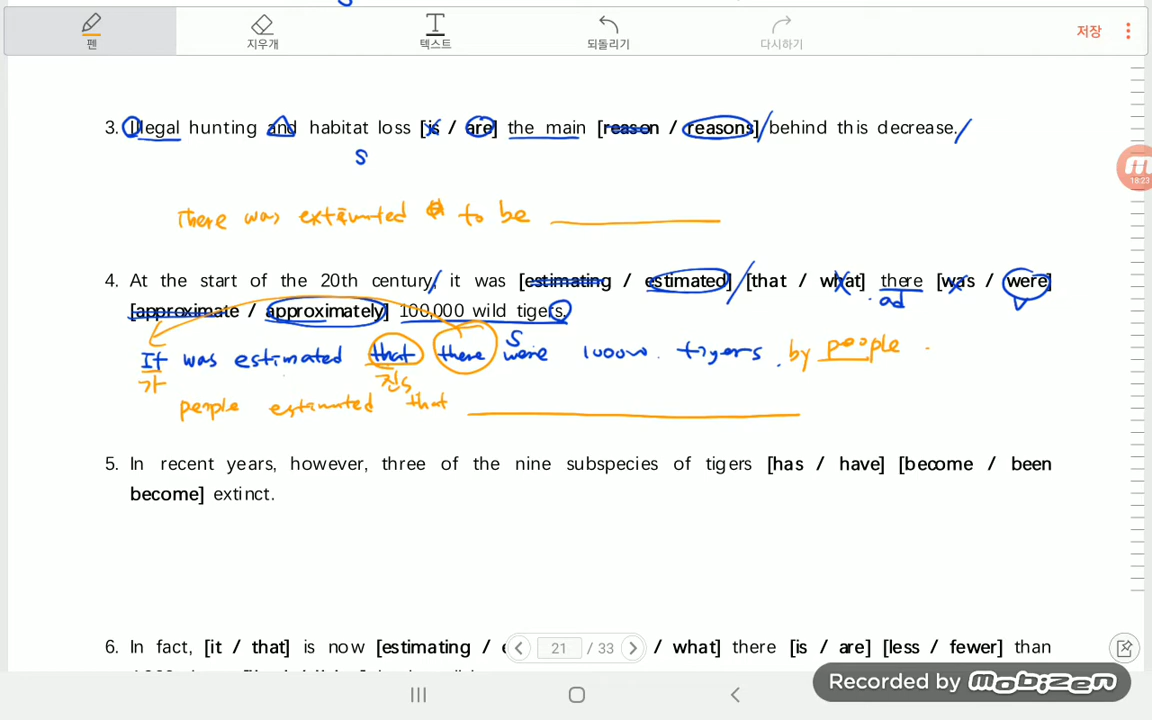 펜 지우개 텍스트 되돌리기 다시하기 저장
3. Illegal hunting and habitat loss [is / are] the main [reason / reasons] behind this decrease.
S
18:23
There was extimated to be
4. At the start of the 20th century, it was [estimating / estimated] [that / what] there [was / were]
ad
[approximate / approximately] 100,000 wild tigers.
S
It was estimated that there were 100000. tigers. by people.
가 진S
people estimated that
5. In recent years, however, three of the nine subspecies of tigers [has / have] [become / been
become] extinct.
6. In fact, [it / that] is now [estimating / e / what] there [is / are] [less / fewer] than
21 / 33
Recorded by mobizen